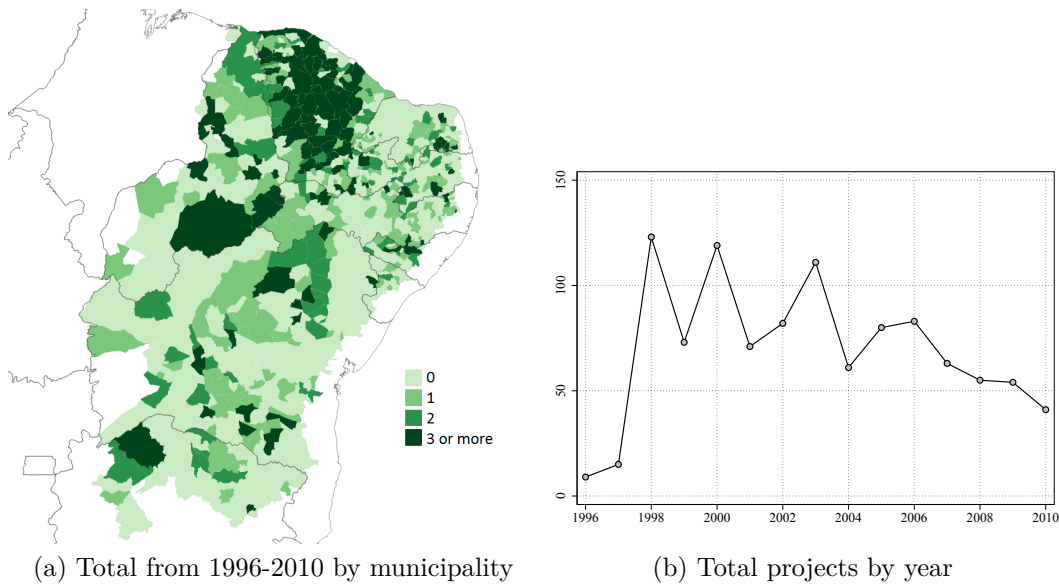 0
1
2
3 or more
150
100
50
0
1996 1998 2000 2002 2004 2006 2008 2010
(a) Total from 1996-2010 by municipality
(b) Total projects by year